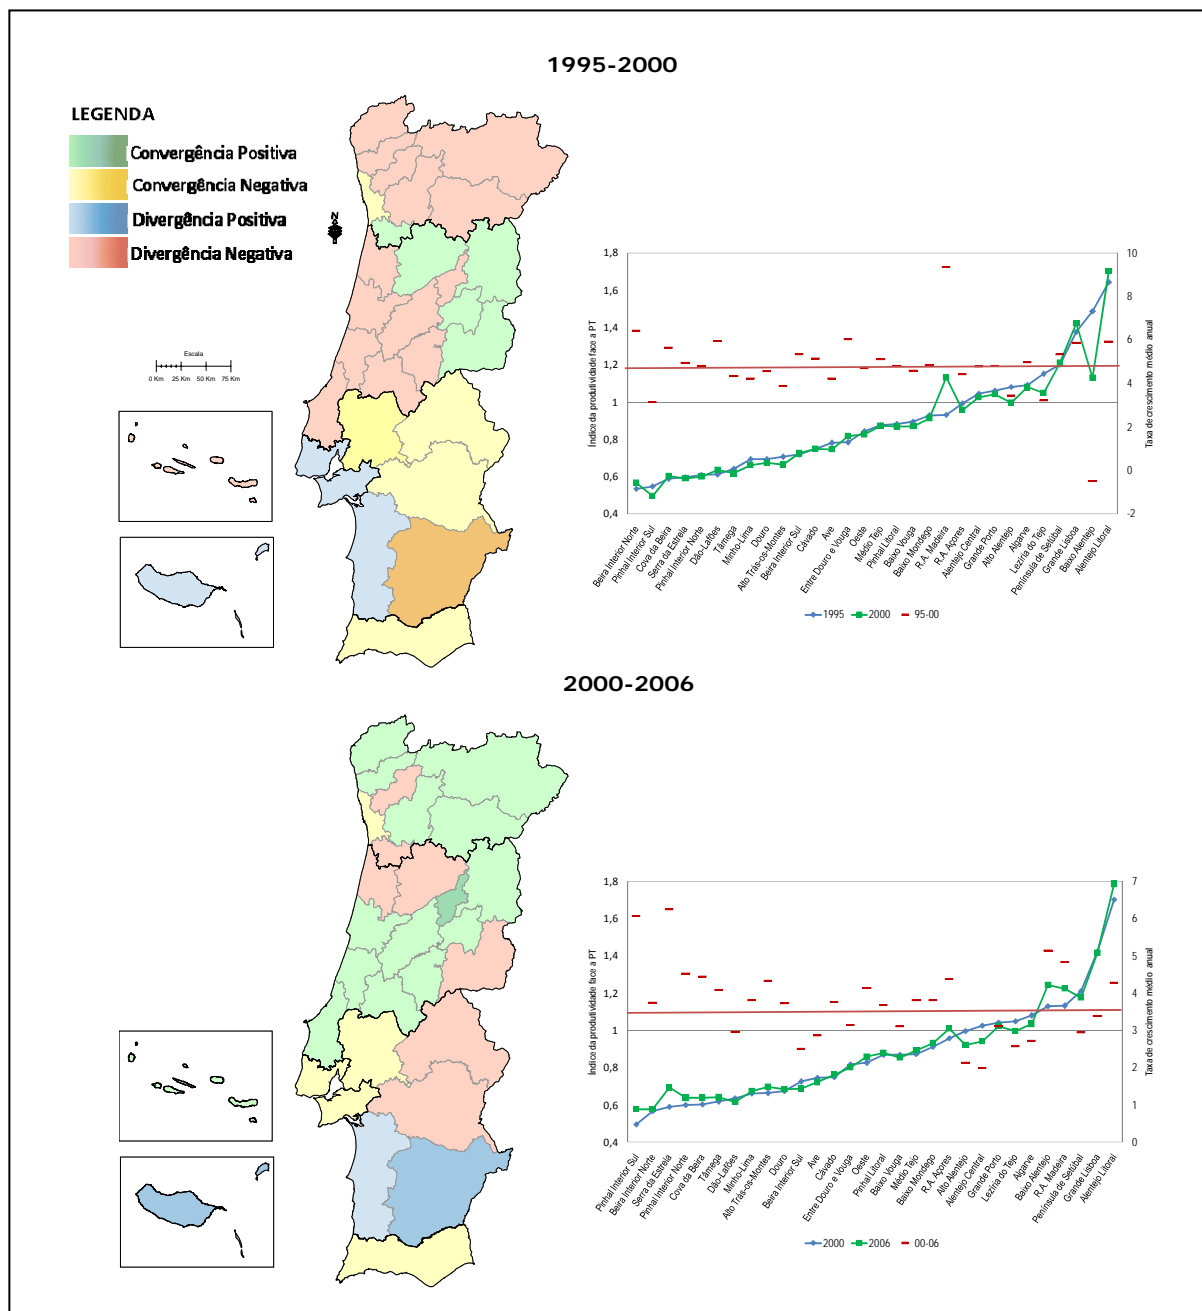 1995-2000
LEGENDA
Convergência Positiva
Convergência Negativa
Divergência Positiva
Divergência Negativa
N
Escala
0 Km 25 Km 50 Km 75 Km
Índice da produtividade face a PT
1,8
1,6
1,4
1,2
1
0,8
0,6
0,4
10
8
6
4
2
0
-2
Taxa de crescimento médio anual
Beira Interior Norte
Pinhal Interior Sul
Cova da Beira
Serra da Estrela
Pinhal Interior Norte
Dão-Lafões
Tâmega
Minho-Lima
Douro
Alto Trás-os-Montes
Beira Interior Sul
Cávado
Ave
Entre Douro e Vouga
Oeste
Médio Tejo
Pinhal Litoral
Baixo Vouga
Baixo Mondego
R.A. Madeira
R.A. Açores
Alentejo Central
Grande Porto
Alto Alentejo
Algarve
Lezíria do Tejo
Península de Setúbal
Grande Lisboa
Baixo Alentejo
Alentejo Litoral
1995 2000 95-00
2000-2006
Índice da produtividade face a PT
1,8
1,6
1,4
1,2
1
0,8
0,6
0,4
7
6
5
4
3
2
1
0
Taxa de crescimento médio anual
Pinhal Interior Sul
Beira Interior Norte
Serra da Estrela
Pinhal Interior Norte
Cova da Beira
Tâmega
Dão-Lafões
Minho-Lima
Alto Trás-os-Montes
Douro
Beira Interior Sul
Ave
Cávado
Entre Douro e Vouga
Oeste
Pinhal Litoral
Baixo Vouga
Médio Tejo
Baixo Mondego
R.A. Açores
Alto Alentejo
Alentejo Central
Grande Porto
Lezíria do Tejo
Algarve
Baixo Alentejo
R.A. Madeira
Península de Setúbal
Grande Lisboa
Alentejo Litoral
2000 2006 00-06